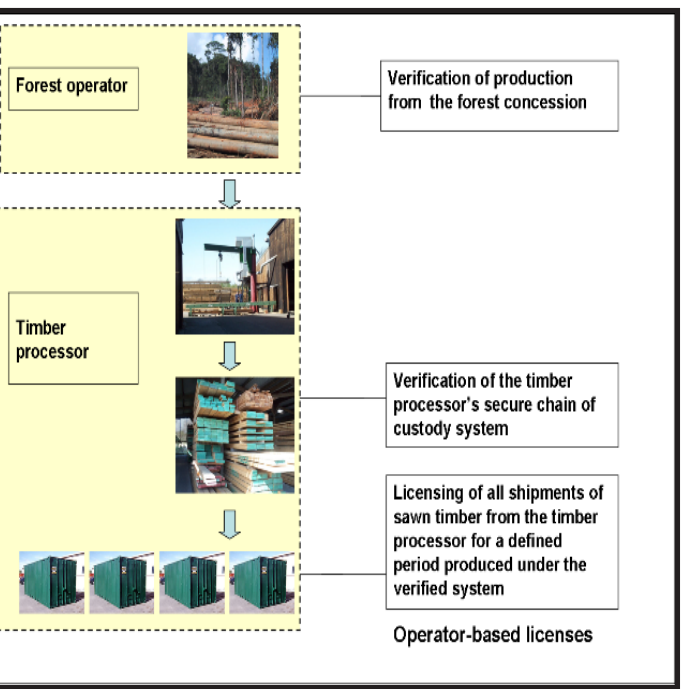 Forest operator
Verification of production
from the forest concession
Timber
processor
Verification of the timber
processor's secure chain of
custody system
Licensing of all shipments of
sawn timber from the timber
processor for a defined
period produced under the
verified system
Operator-based licenses